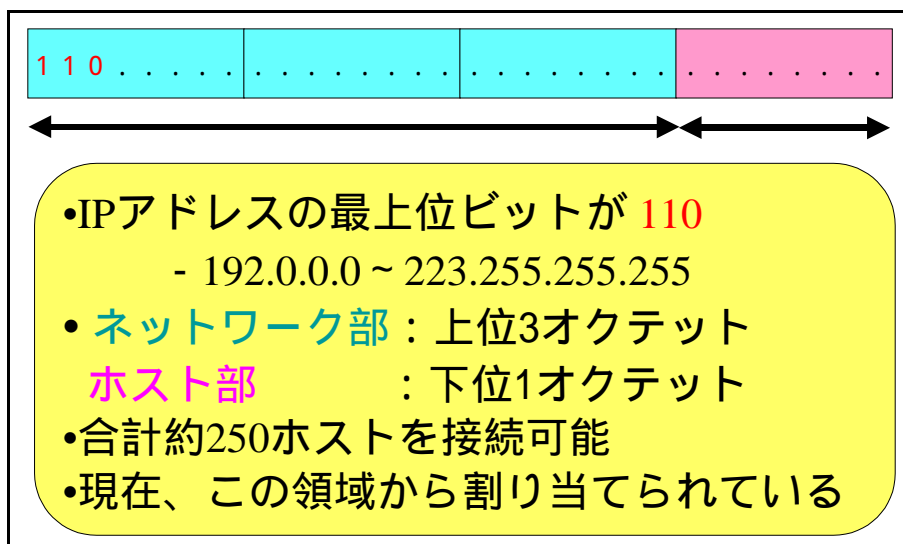 110.....|........|........|........
•IPアドレスの最上位ビットが 110
- 192.0.0.0 ~ 223.255.255.255
• ネットワーク部：上位3オクテット
ホスト部　　　：下位1オクテット
•合計約250ホストを接続可能
•現在、この領域から割り当てられている